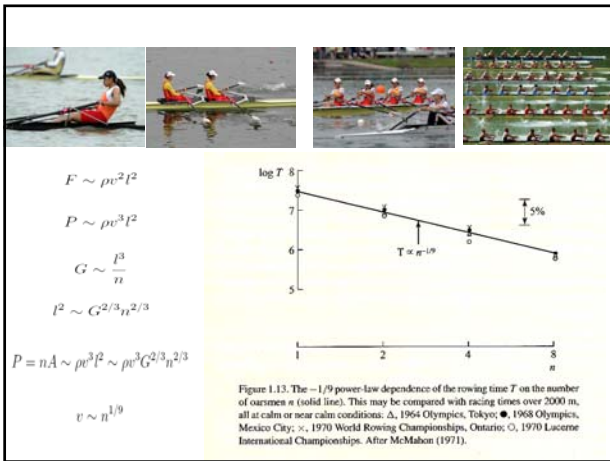 F ∼ ρv²l²
P ∼ ρv³l²
G ∼ l³/n
l² ∼ G^{2/3}n^{2/3}
P = nA ∼ ρv³l² ∼ ρv³G^{2/3}n^{2/3}
v ∼ n^{1/9}
log T
8
7
6
5
5%
T ∝ n^{−1/9}
1 2 4 8
n
Figure 1.13. The −1/9 power-law dependence of the rowing time T on the number
of oarsmen n (solid line). This may be compared with racing times over 2000 m,
all at calm or near calm conditions: △, 1964 Olympics, Tokyo; ●, 1968 Olympics,
Mexico City; ×, 1970 World Rowing Championships, Ontario; ○, 1970 Lucerne
International Championships. After McMahon (1971).